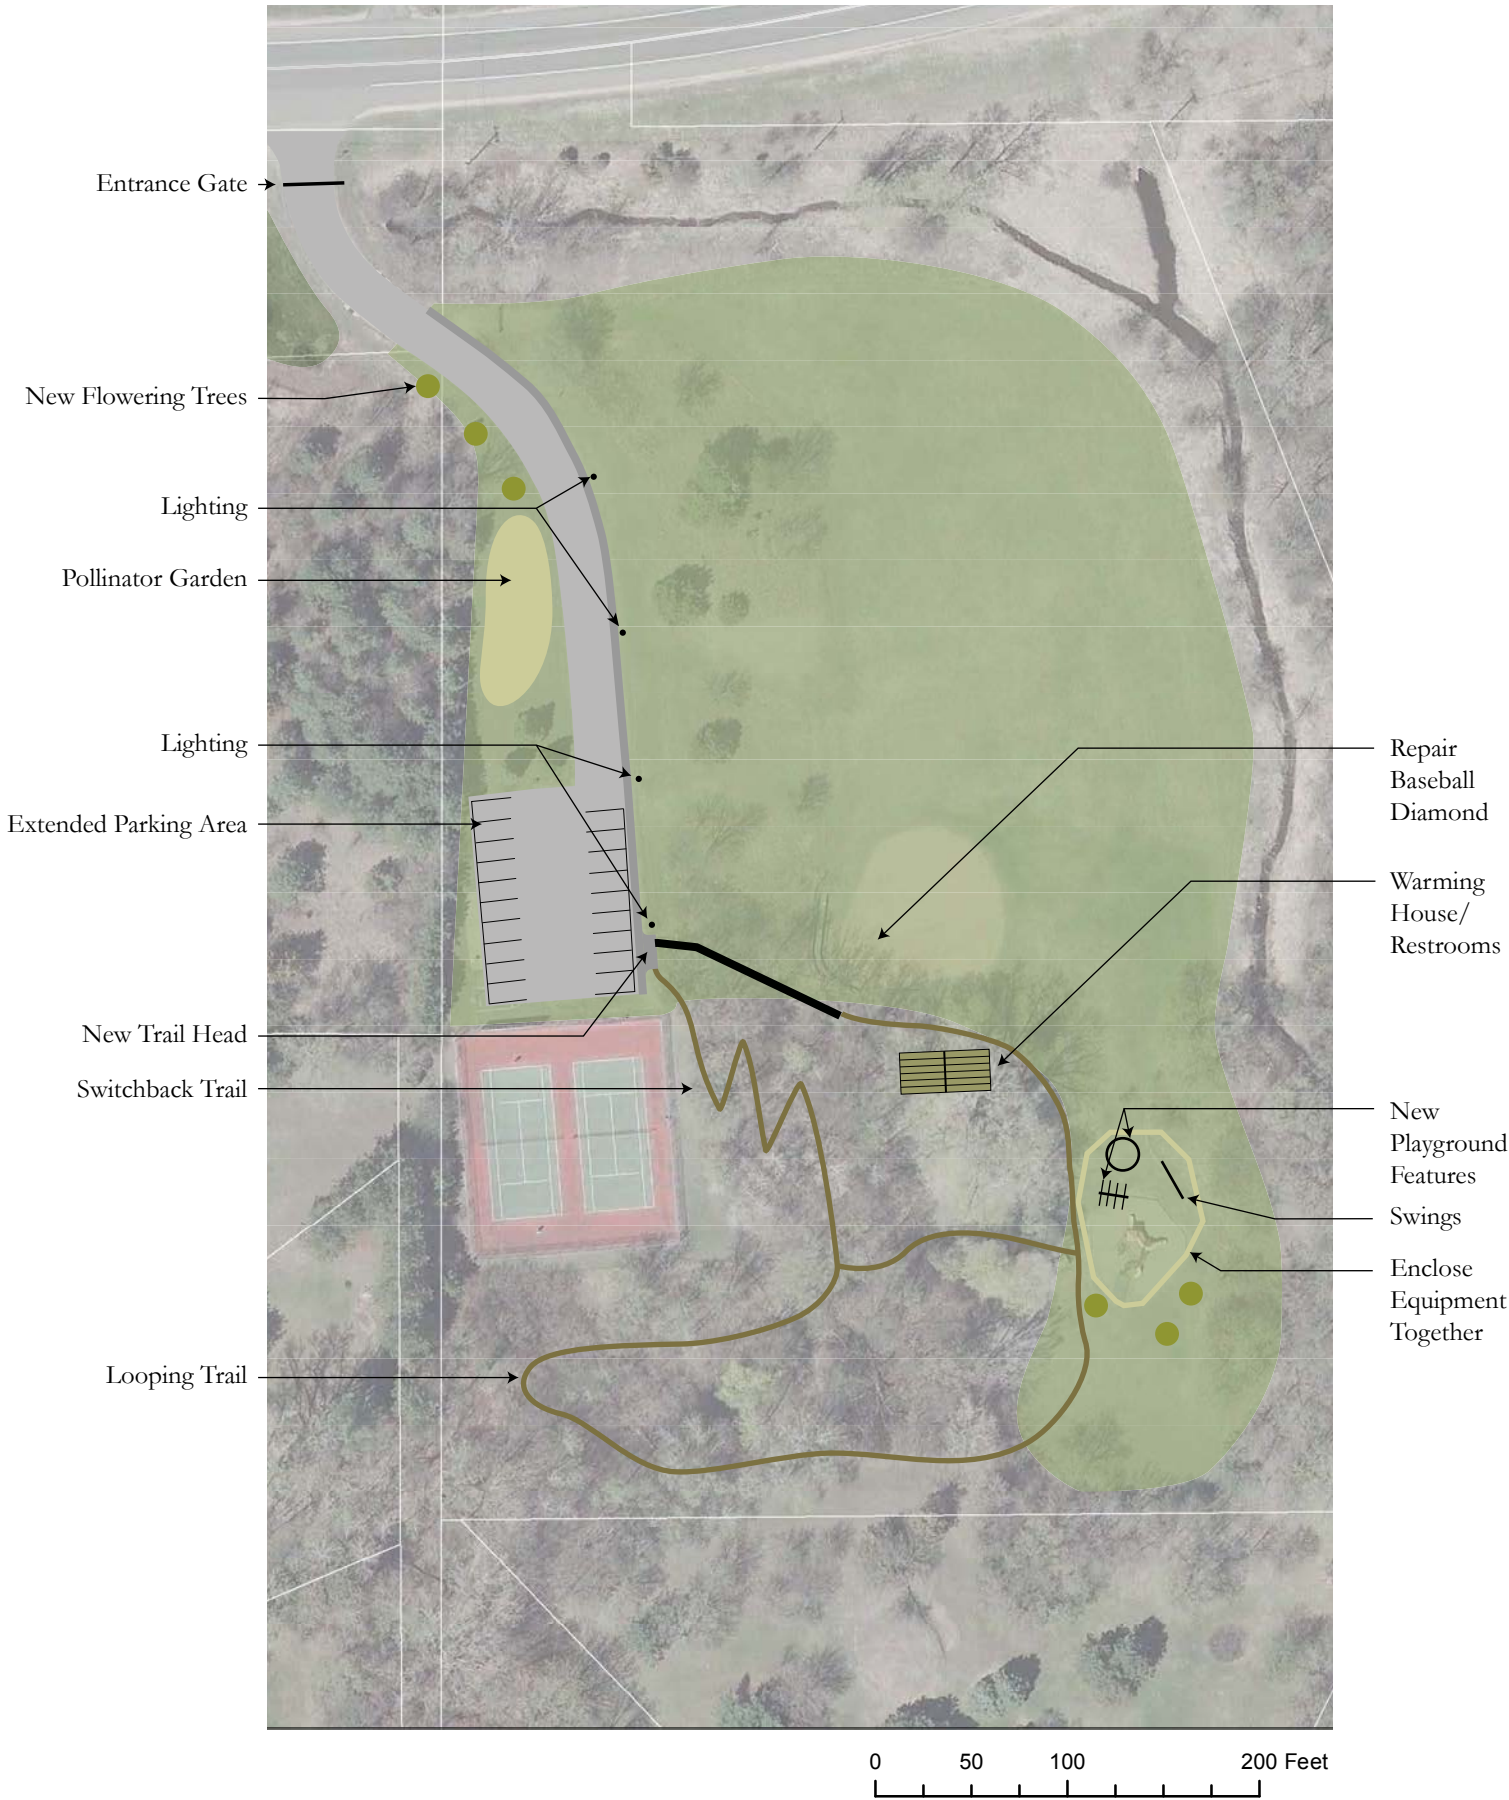 Entrance Gate
New Flowering Trees
Lighting
Pollinator Garden
Lighting
Extended Parking Area
New Trail Head
Switchback Trail
Looping Trail
Repair
Baseball
Diamond
Warming
House/
Restrooms
New
Playground
Features
Swings
Enclose
Equipment
Together
0 50 100 200 Feet